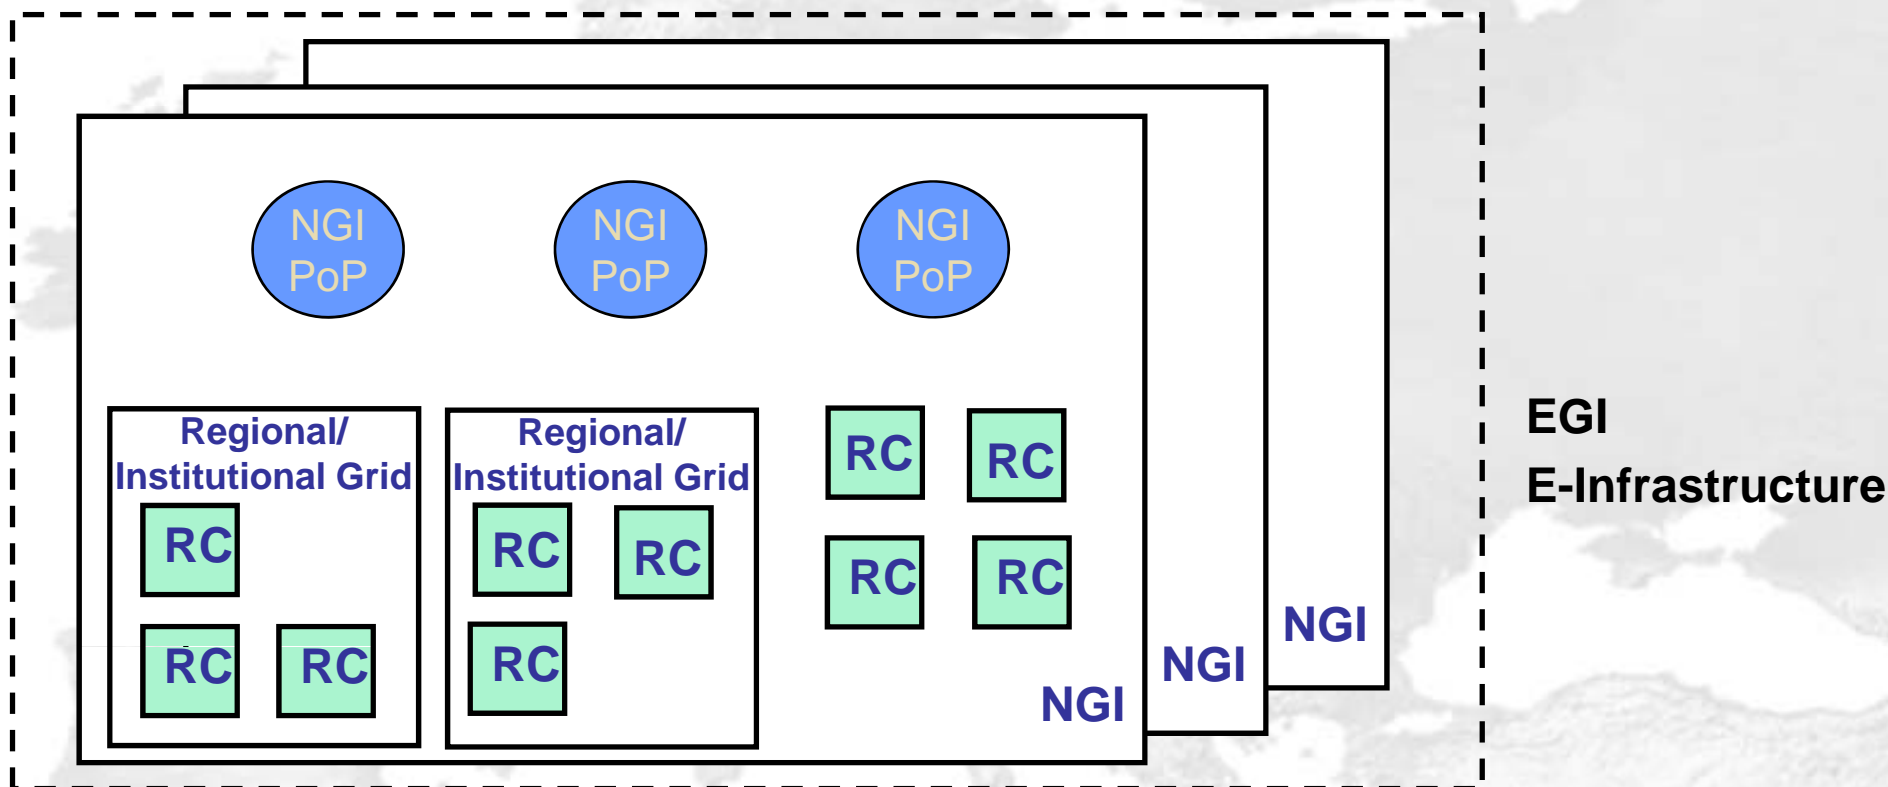 NGI
PoP
NGI
PoP
NGI
PoP
Regional/
Institutional Grid
RC
RC
RC
Regional/
Institutional Grid
RC
RC
RC
RC
RC
RC
RC
NGI
NGI
NGI
EGI
E-Infrastructure